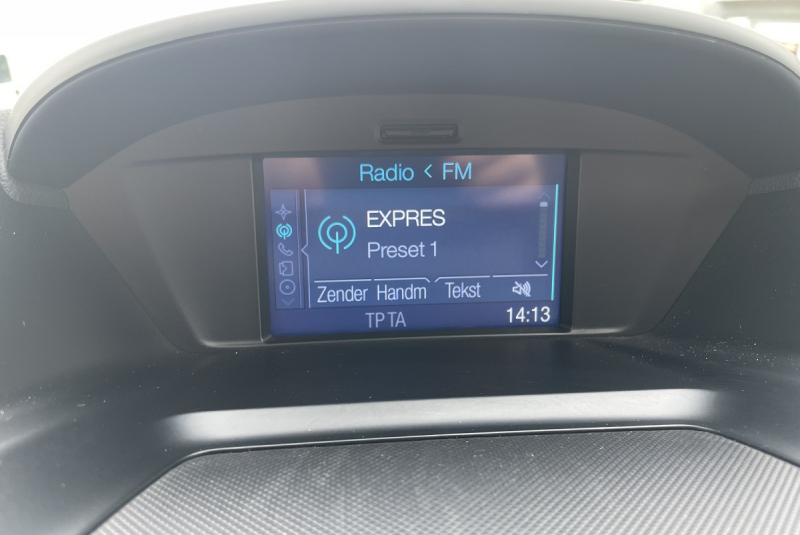 Radio < FM
EXPRES
Preset 1
Zender Handm Tekst
TP TA 14:13